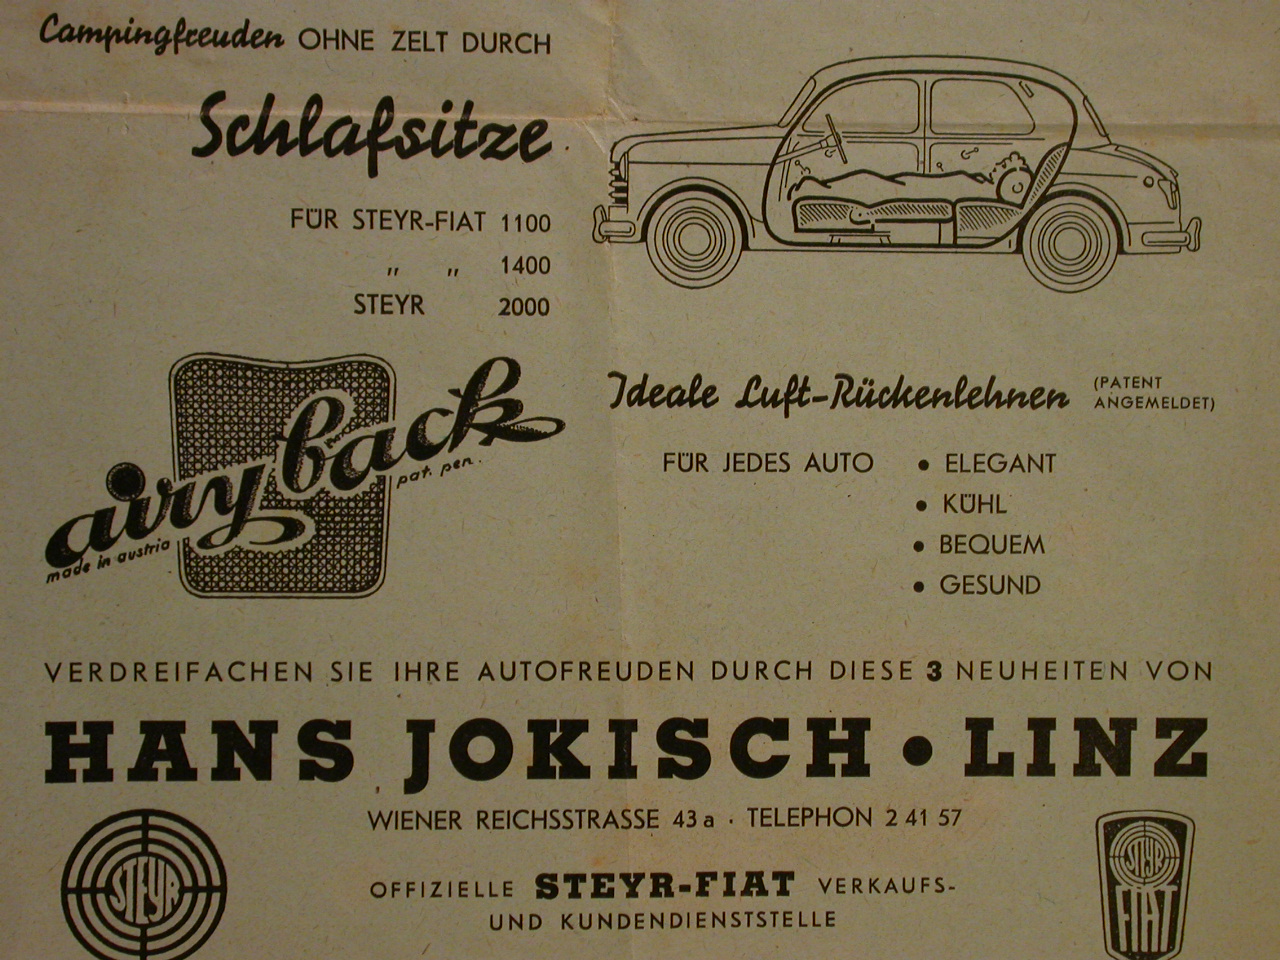 Campingfreuden OHNE ZELT DURCH
Schlafsitze
FÜR STEYR-FIAT 1100
„ „ 1400
STEYR 2000
airy back
made in austria
pat. pen.
Ideale Luft-Rückenlehnen (PATENT ANGEMELDET)
FÜR JEDES AUTO • ELEGANT
• KÜHL
• BEQUEM
• GESUND
VERDREIFACHEN SIE IHRE AUTOFREUDEN DURCH DIESE 3 NEUHEITEN VON
HANS JOKISCH • LINZ
WIENER REICHSSTRASSE 43a · TELEPHON 2 41 57
OFFIZIELLE STEYR-FIAT VERKAUFS-
UND KUNDENDIENSTSTELLE
STEYR
STEYR
FIAT